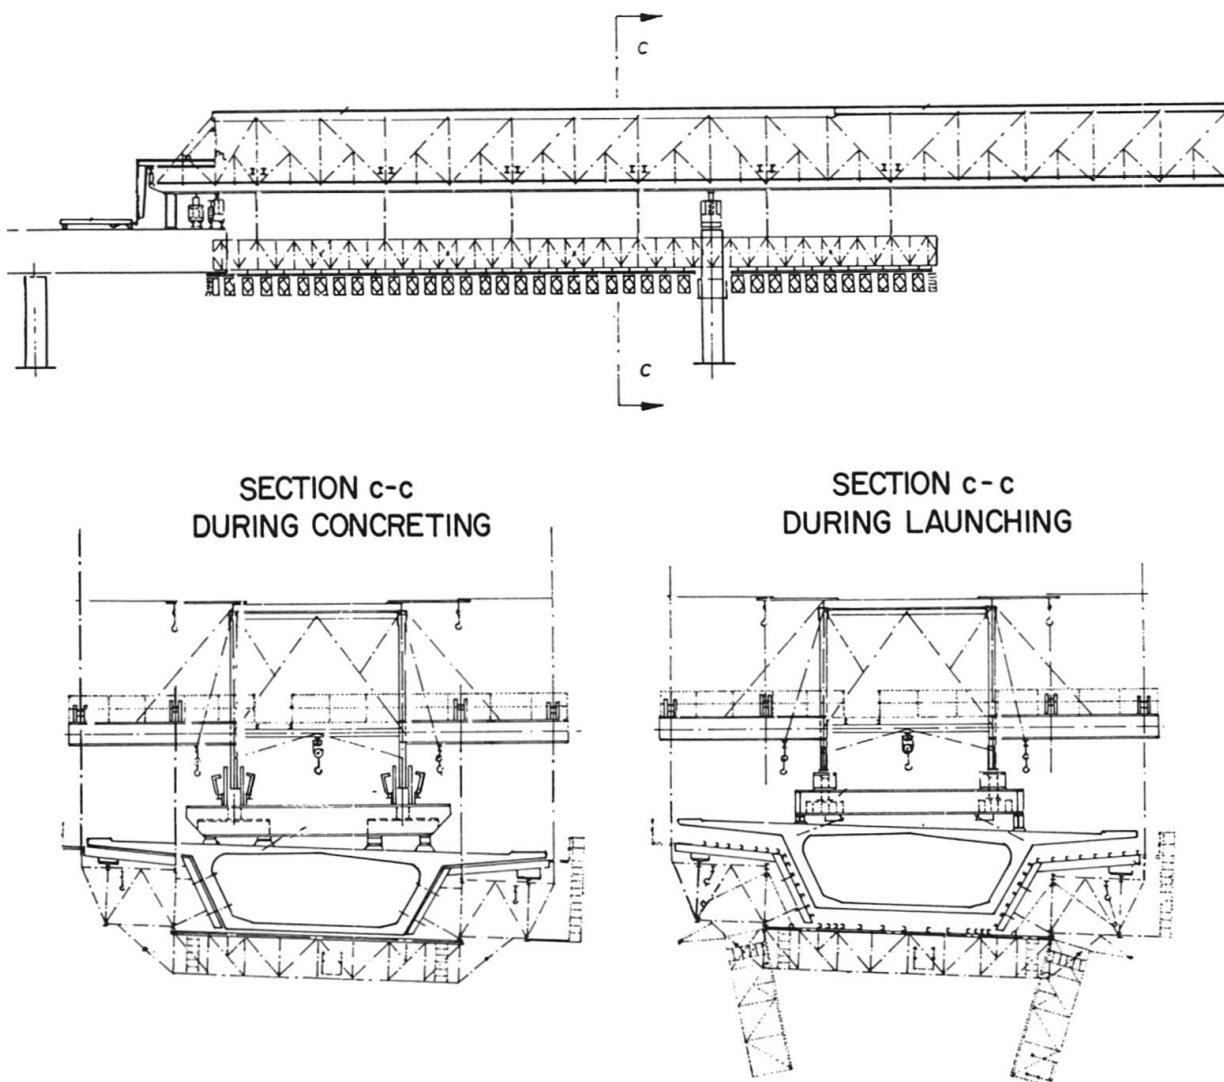 c
c
SECTION c-c
DURING CONCRETING
SECTION c-c
DURING LAUNCHING